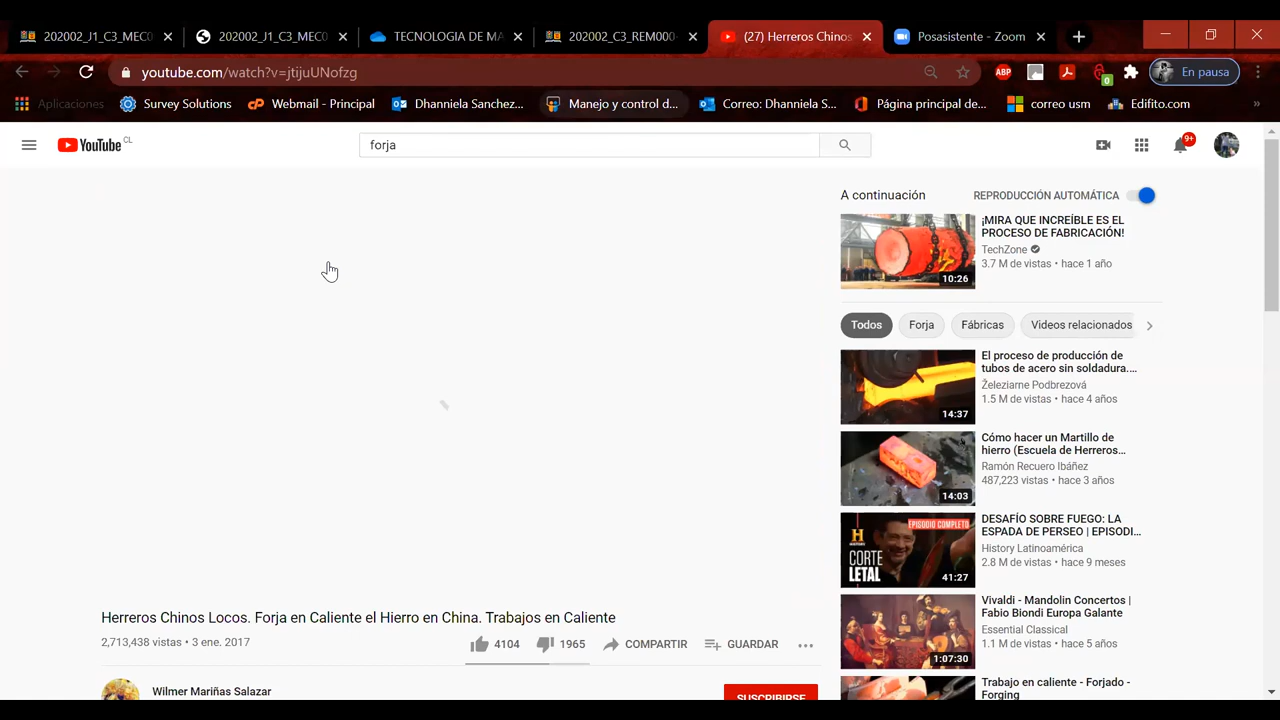 202002_J1_C3_MEC0
202002_J1_C3_MEC0
TECNOLOGIA DE MA
202002_C3_REM000-
(27) Herreros Chinos
Posasistente - Zoom
youtube.com/watch?v=jtijuUNofzg
ABP
0
En pausa
Aplicaciones
Survey Solutions
Webmail - Principal
Dhanniela Sanchez...
Manejo y control d...
Correo: Dhanniela S...
Página principal de...
correo usm
Edifito.com
»
YouTube CL
forja
9+
A continuación
REPRODUCCIÓN AUTOMÁTICA
¡MIRA QUE INCREÍBLE ES EL
PROCESO DE FABRICACIÓN!
TechZone
3.7 M de vistas • hace 1 año
10:26
Todos
Forja
Fábricas
Videos relacionados
El proceso de producción de
tubos de acero sin soldadura....
Železiarne Podbrezová
1.5 M de vistas • hace 4 años
14:37
Cómo hacer un Martillo de
hierro (Escuela de Herreros...
Ramón Recuero Ibáñez
487,223 vistas • hace 3 años
14:03
DESAFÍO SOBRE FUEGO: LA
ESPADA DE PERSEO | EPISODI...
History Latinoamérica
2.8 M de vistas • hace 9 meses
EPISODIO COMPLETO
H
CORTE
LETAL
41:27
Vivaldi - Mandolin Concertos |
Fabio Biondi Europa Galante
Essential Classical
1.1 M de vistas • hace 5 años
1:07:30
Trabajo en caliente - Forjado -
Forging
Herreros Chinos Locos. Forja en Caliente el Hierro en China. Trabajos en Caliente
2,713,438 vistas • 3 ene. 2017
4104
1965
COMPARTIR
GUARDAR
Wilmer Mariñas Salazar
SUSCRIBIRSE